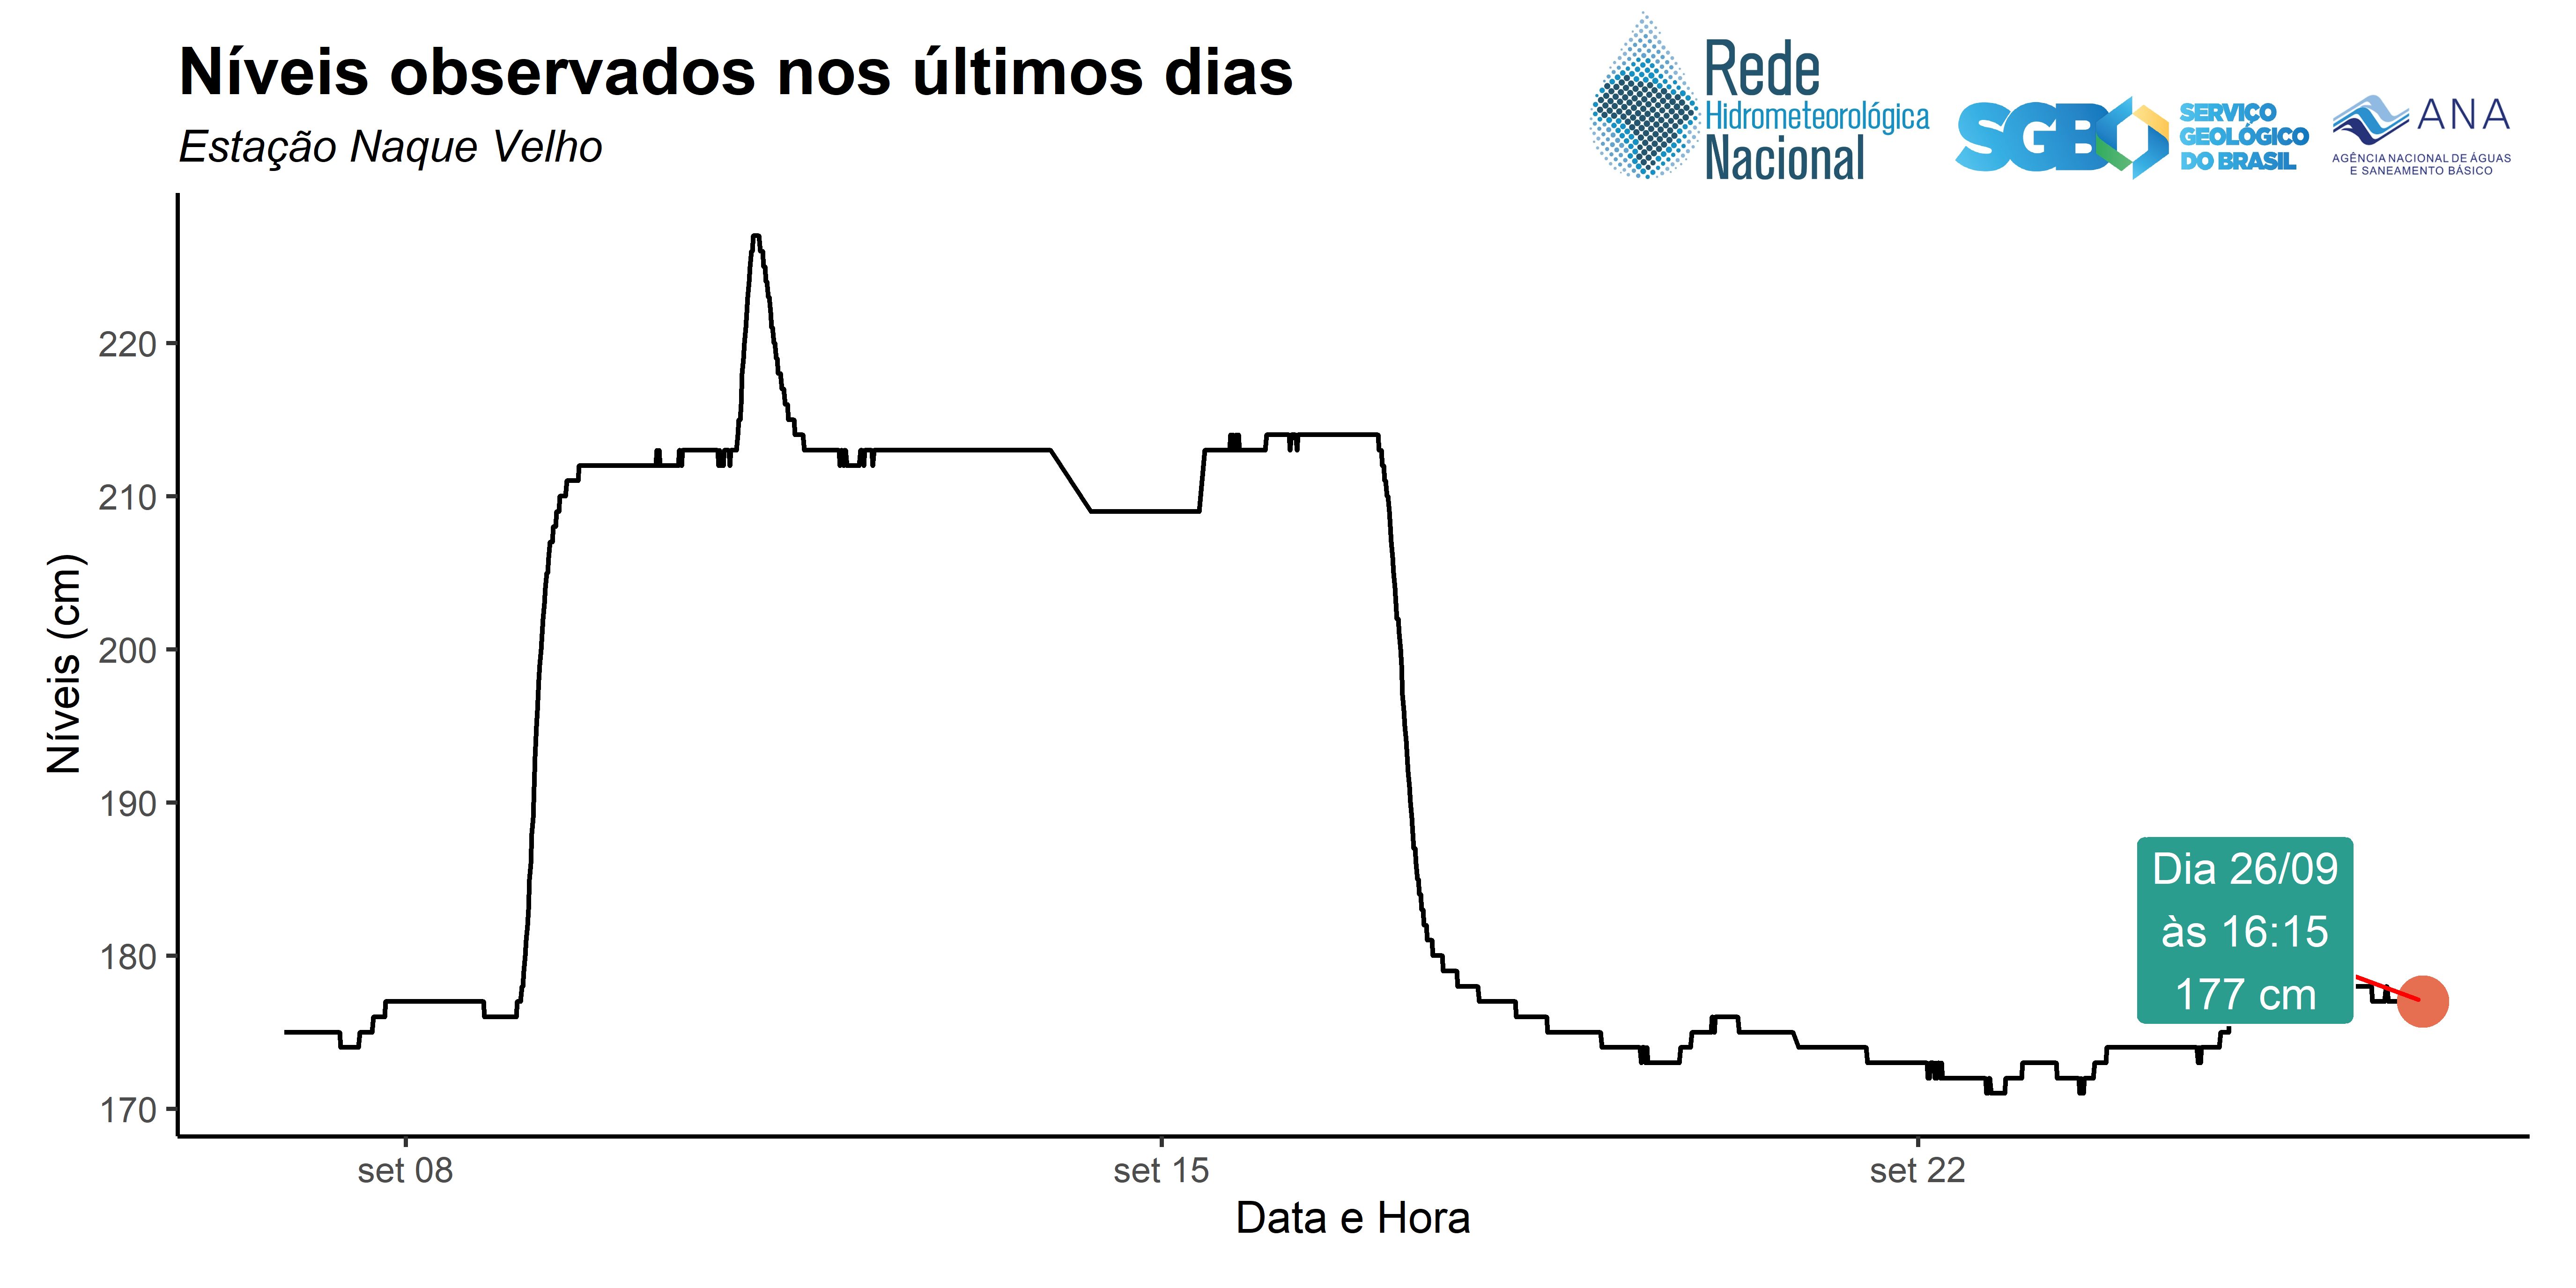 Níveis observados nos últimos dias
Estação Naque Velho
Rede
Hidrometeorológica
Nacional
SGB
SERVIÇO
GEOLÓGICO
DO BRASIL
ANA
AGÊNCIA NACIONAL DE ÁGUAS
E SANEAMENTO BÁSICO
Níveis (cm)
220
210
200
190
180
170
Dia 26/09
às 16:15
177 cm
set 08
set 15
set 22
Data e Hora